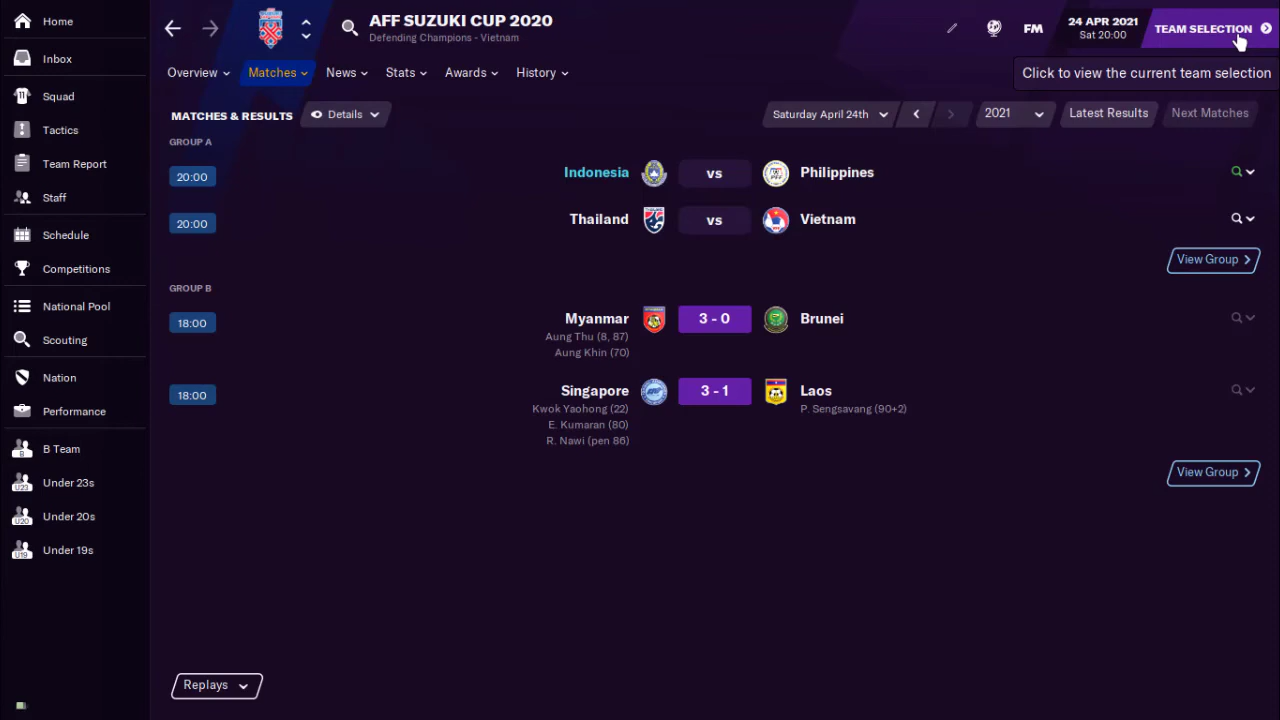 Home
Inbox
Squad
Tactics
Team Report
Staff
Schedule
Competitions
National Pool
Scouting
Nation
Performance
B Team
Under 23s
Under 20s
Under 19s
AFF SUZUKI CUP 2020
Defending Champions - Vietnam
FM
24 APR 2021
Sat 20:00
TEAM SELECTION
Click to view the current team selection
Overview
Matches
News
Stats
Awards
History
MATCHES & RESULTS
Details
Saturday April 24th
2021
Latest Results
Next Matches
GROUP A
20:00 Indonesia vs Philippines
20:00 Thailand vs Vietnam
View Group
GROUP B
18:00 Myanmar 3 - 0 Brunei
Aung Thu (8, 87)
Aung Khin (70)
18:00 Singapore 3 - 1 Laos
Kwok Yaohong (22) P. Sengsavang (90+2)
E. Kumaran (80)
R. Nawi (pen 86)
View Group
Replays